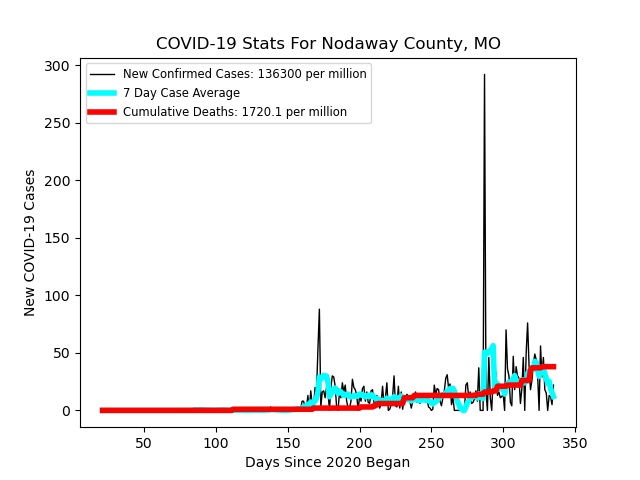 COVID-19 Stats For Nodaway County, MO
New Confirmed Cases: 136300 per million
7 Day Case Average
Cumulative Deaths: 1720.1 per million
New COVID-19 Cases
300
250
200
150
100
50
0
50 100 150 200 250 300 350
Days Since 2020 Began